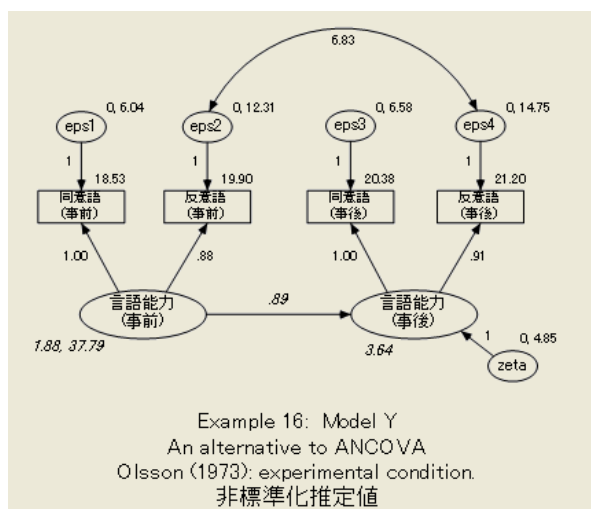 6.83
0, 6.04
0, 12.31
0, 6.58
0, 14.75
eps1
eps2
eps3
eps4
1
1
1
1
18.53
19.90
20.38
21.20
同意語
(事前)
反意語
(事前)
同意語
(事後)
反意語
(事後)
1.00
.88
1.00
.91
言語能力
(事前)
.89
言語能力
(事後)
1.88, 37.79
3.64
1
0, 4.85
zeta
Example 16: Model Y
An alternative to ANCOVA
Olsson (1973): experimental condition.
非標準化推定値